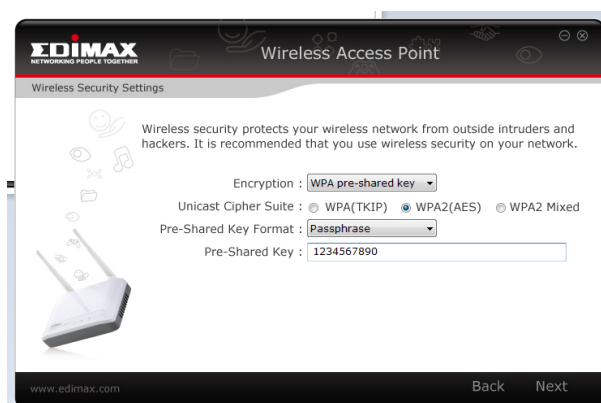 EDIMAX
NETWORKING PEOPLE TOGETHER
Wireless Access Point
Wireless Security Settings
Wireless security protects your wireless network from outside intruders and
hackers. It is recommended that you use wireless security on your network.
Encryption : WPA pre-shared key
Unicast Cipher Suite : WPA(TKIP) WPA2(AES) WPA2 Mixed
Pre-Shared Key Format : Passphrase
Pre-Shared Key : 1234567890
www.edimax.com Back Next